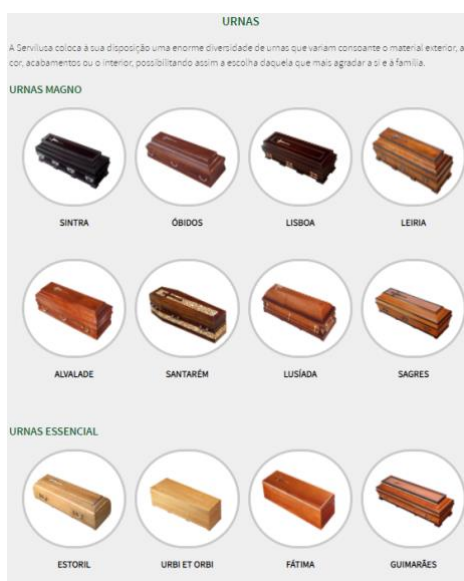 URNAS
A Servilusa coloca à sua disposição uma enorme diversidade de urnas que variam consoante o material exterior, a
cor, acabamentos ou o interior, possibilitando assim a escolha daquela que mais agradar a si e à família.
URNAS MAGNO
SINTRA ÓBIDOS LISBOA LEIRIA
ALVALADE SANTARÉM LUSÍADA SAGRES
URNAS ESSENCIAL
ESTORIL URBI ET ORBI FÁTIMA GUIMARÃES